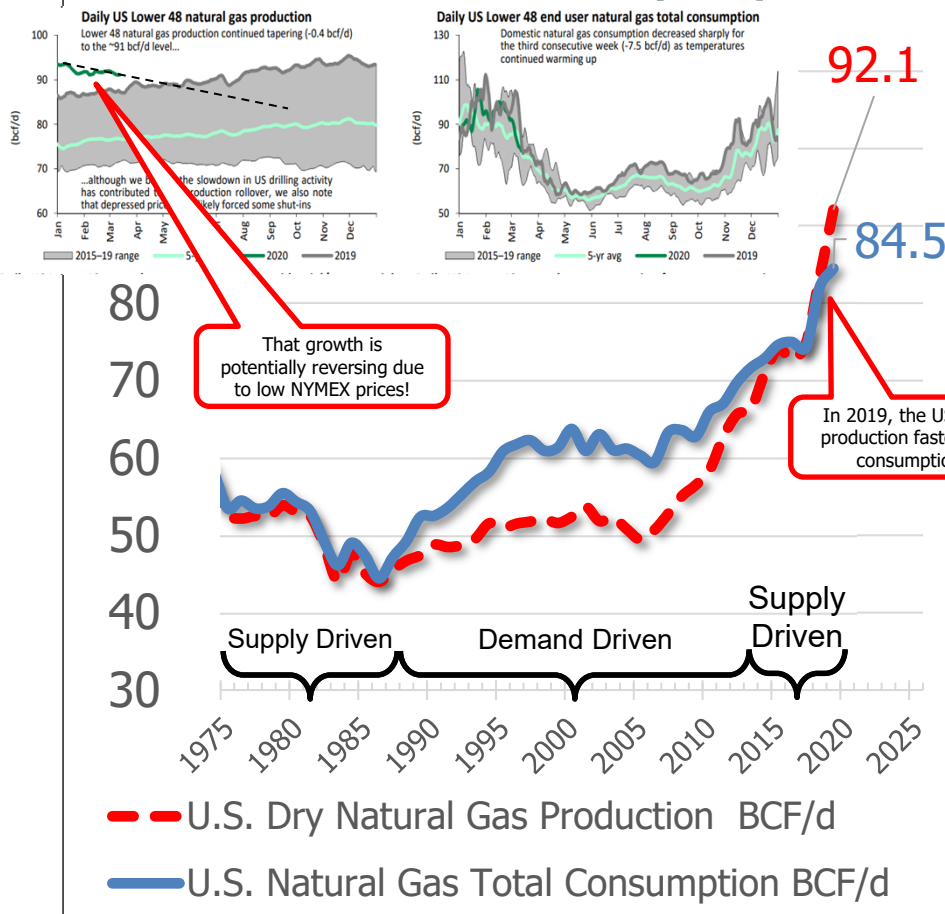 Daily US Lower 48 natural gas production
Lower 48 natural gas production continued tapering (-0.4 bcf/d)
to the ~91 bcf/d level...
100
90
80
70
60
(bcf/d)
...although we the slowdown in US drilling activity
has contributed production rollover, we also note
that depressed likely forced some shut-ins
Jan
Feb
Mar
Apr
May
Jul
Aug
Sep
Oct
Nov
Dec
2015–19 range
2020
2019
Daily US Lower 48 end user natural gas total consumption
Domestic natural gas consumption decreased sharply for
the third consecutive week (-7.5 bcf/d) as temperatures
continued warming up
130
110
90
70
50
(bcf/d)
Jan
Feb
Mar
Apr
May
Jun
Jul
Aug
Sep
Oct
Nov
Dec
2015–19 range
5-yr avg
2020
2019
92.1
84.5
That growth is
potentially reversing due
to low NYMEX prices!
In 2019, the
production
80
70
60
50
40
30
Supply Driven
Demand Driven
Supply
Driven
1975
1980
1985
1990
1995
2000
2005
2010
2015
2020
2025
U.S. Dry Natural Gas Production BCF/d
U.S. Natural Gas Total Consumption BCF/d